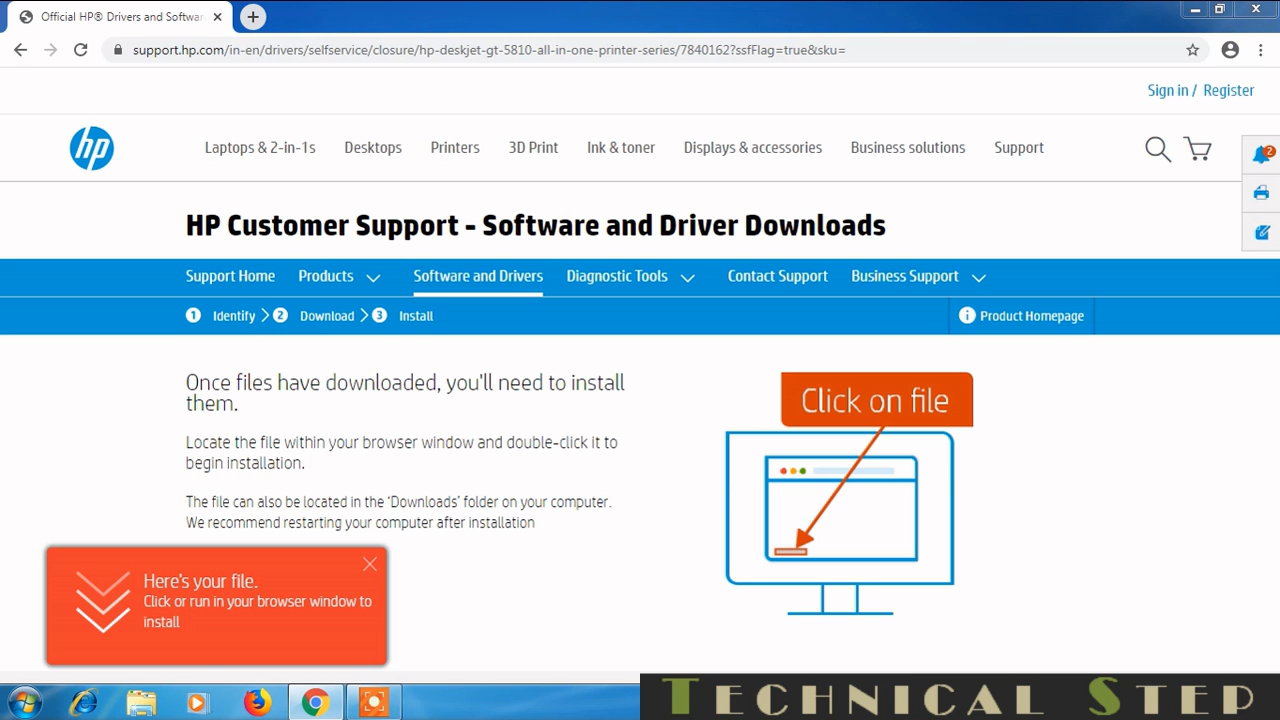 Official HP® Drivers and Softwar
support.hp.com/in-en/drivers/selfservice/closure/hp-deskjet-gt-5810-all-in-one-printer-series/7840162?ssfFlag=true&sku=
Sign in / Register
hp
Laptops & 2-in-1s Desktops Printers 3D Print Ink & toner Displays & accessories Business solutions Support
2
HP Customer Support - Software and Driver Downloads
Support Home Products Software and Drivers Diagnostic Tools Contact Support Business Support
1 Identify 2 Download 3 Install Product Homepage
Once files have downloaded, you'll need to install
them.
Locate the file within your browser window and double-click it to
begin installation.
The file can also be located in the 'Downloads' folder on your computer.
We recommend restarting your computer after installation
Click on file
Here's your file.
Click or run in your browser window to
install
TECHNICAL STEP